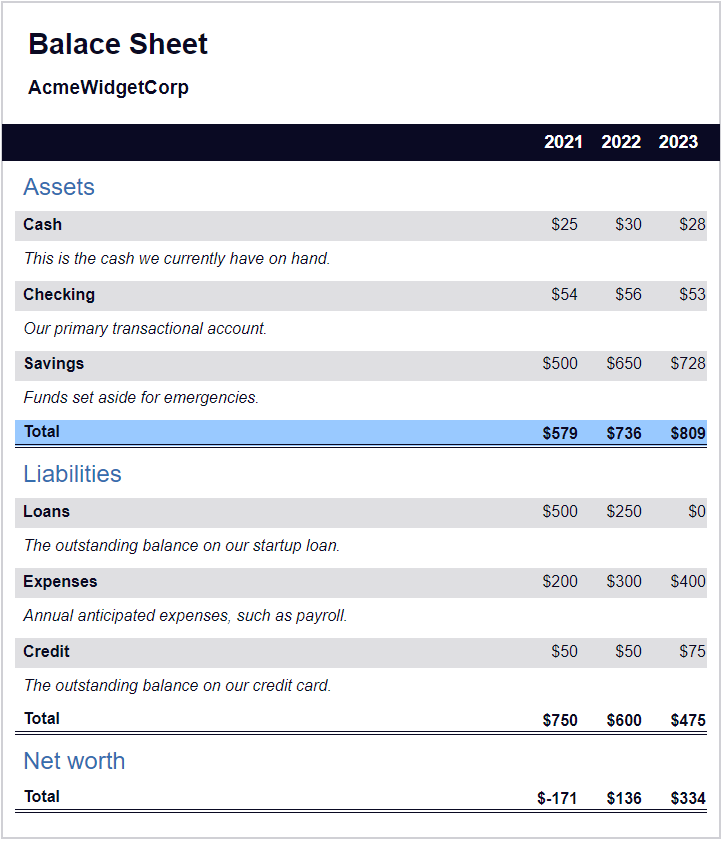 Balace Sheet
AcmeWidgetCorp
2021 2022 2023
Assets
Cash $25 $30 $28
This is the cash we currently have on hand.
Checking $54 $56 $53
Our primary transactional account.
Savings $500 $650 $728
Funds set aside for emergencies.
Total $579 $736 $809
Liabilities
Loans $500 $250 $0
The outstanding balance on our startup loan.
Expenses $200 $300 $400
Annual anticipated expenses, such as payroll.
Credit $50 $50 $75
The outstanding balance on our credit card.
Total $750 $600 $475
Net worth
Total $-171 $136 $334